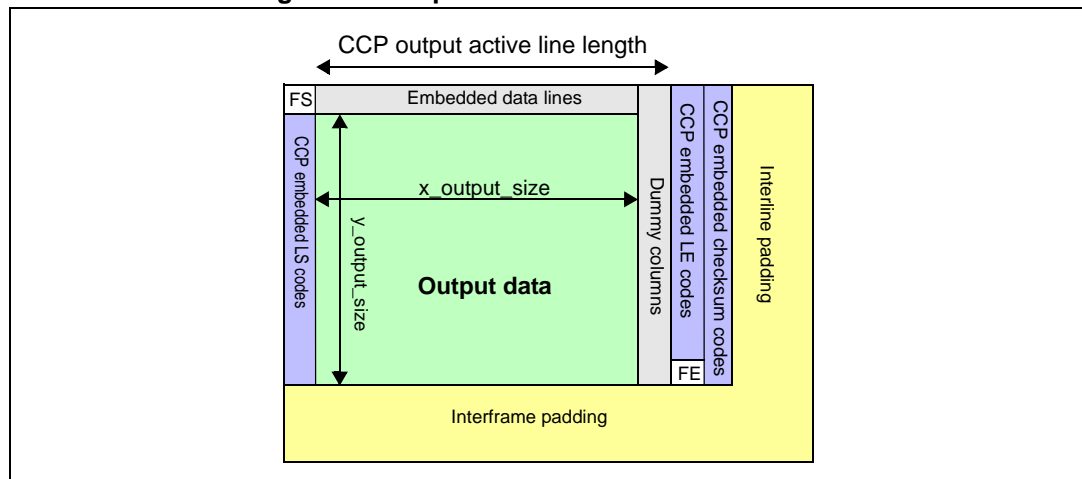 CCP output active line length
FS
Embedded data lines
CCP embedded LS codes
x_output_size
y_output_size
Output data
Dummy columns
CCP embedded LE codes
FE
CCP embedded checksum codes
Interline padding
Interframe padding